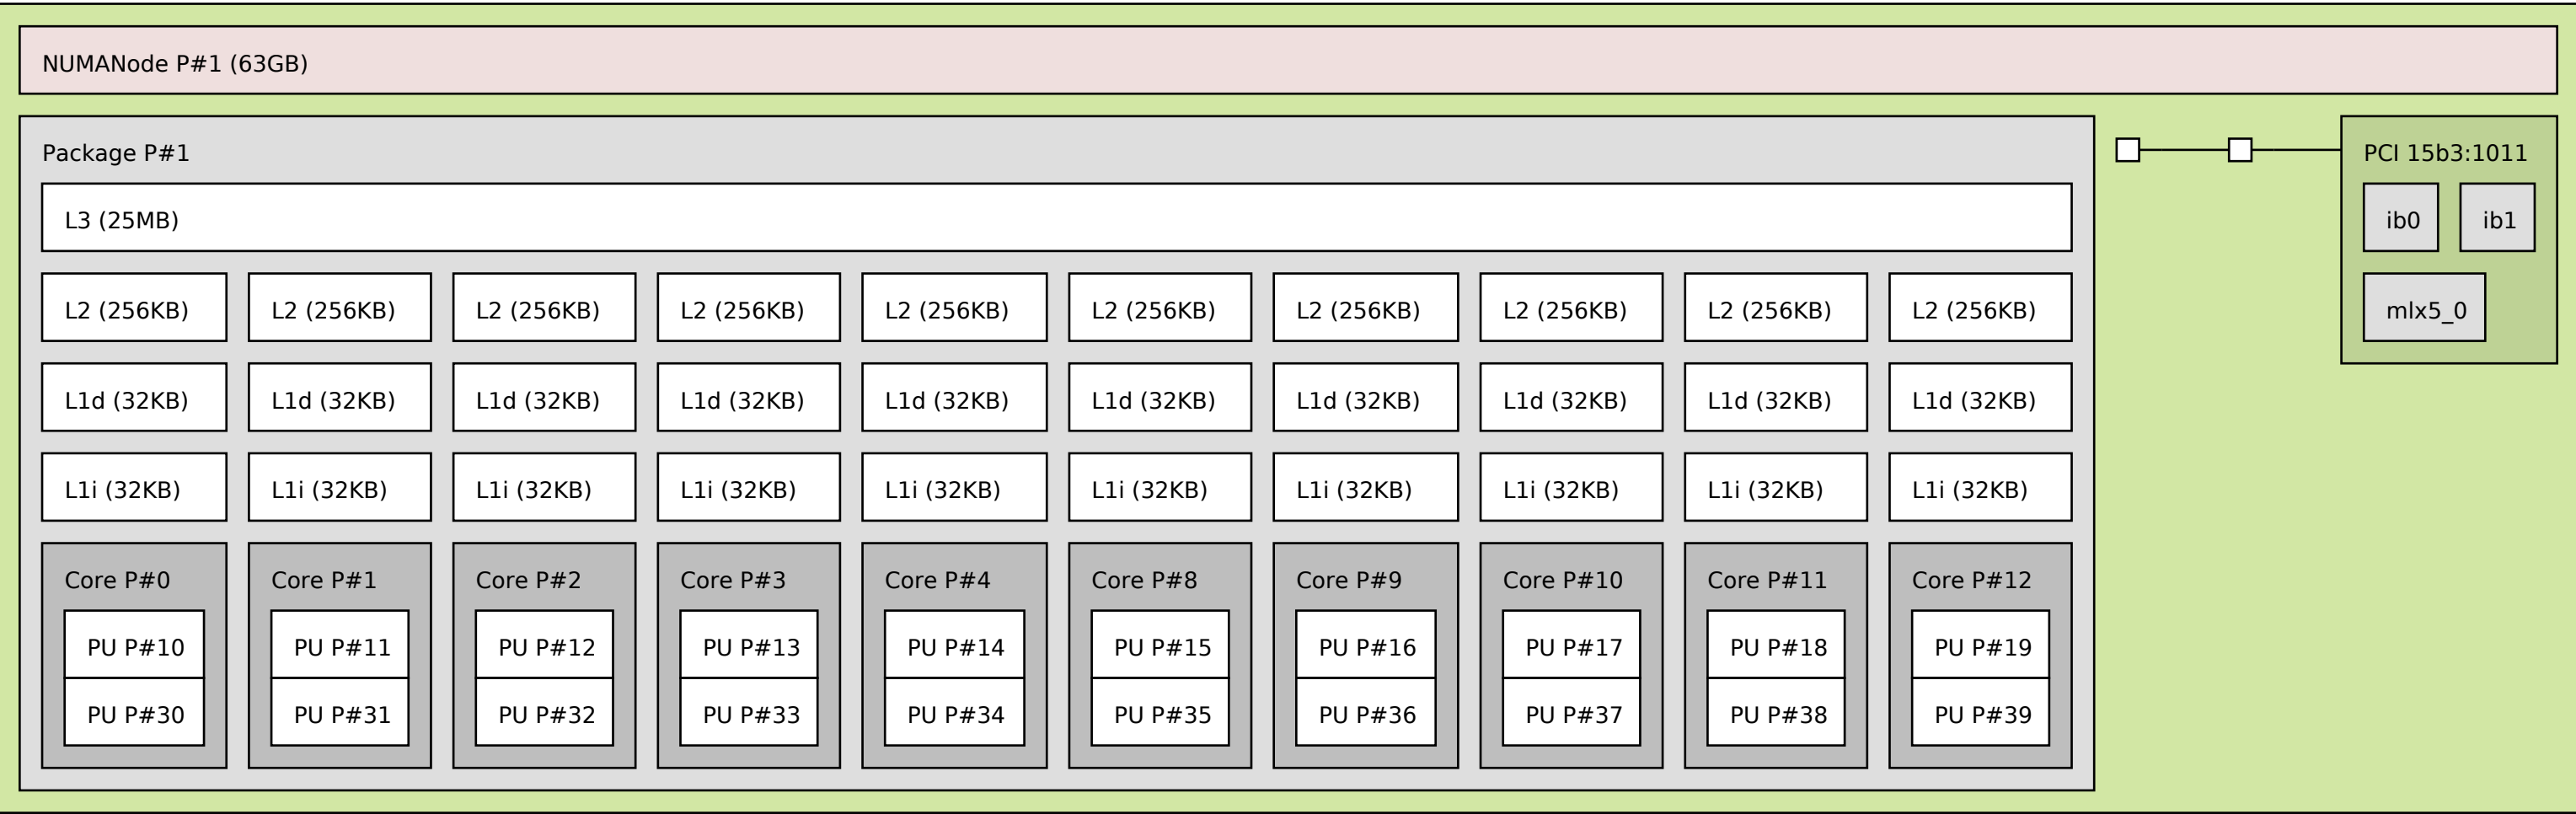 NUMANode P#1 (63GB)
Package P#1
PCI 15b3:1011
L3 (25MB)
ib0 ib1
L2 (256KB) L2 (256KB) L2 (256KB) L2 (256KB) L2 (256KB) L2 (256KB) L2 (256KB) L2 (256KB) L2 (256KB) L2 (256KB)
mlx5_0
L1d (32KB) L1d (32KB) L1d (32KB) L1d (32KB) L1d (32KB) L1d (32KB) L1d (32KB) L1d (32KB) L1d (32KB) L1d (32KB)
L1i (32KB) L1i (32KB) L1i (32KB) L1i (32KB) L1i (32KB) L1i (32KB) L1i (32KB) L1i (32KB) L1i (32KB) L1i (32KB)
Core P#0 Core P#1 Core P#2 Core P#3 Core P#4 Core P#8 Core P#9 Core P#10 Core P#11 Core P#12
PU P#10 PU P#11 PU P#12 PU P#13 PU P#14 PU P#15 PU P#16 PU P#17 PU P#18 PU P#19
PU P#30 PU P#31 PU P#32 PU P#33 PU P#34 PU P#35 PU P#36 PU P#37 PU P#38 PU P#39